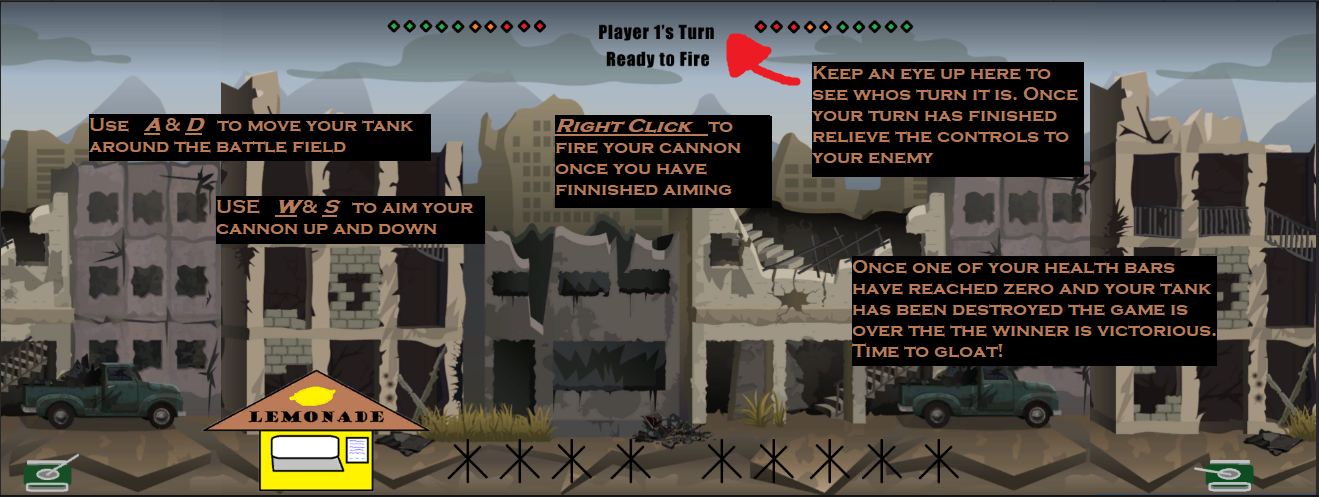 Player 1's Turn
Ready to Fire
Keep an eye up here to
see whos turn it is. Once
your turn has finished
relieve the controls to
your enemy
Use A & D to move your tank
around the battle field
Right Click to
fire your cannon
once you have
finnished aiming
USE W & S to aim your
cannon up and down
Once one of your health bars
have reached zero and your tank
has been destroyed the game is
over the the winner is victorious.
Time to gloat!
LEMONADE